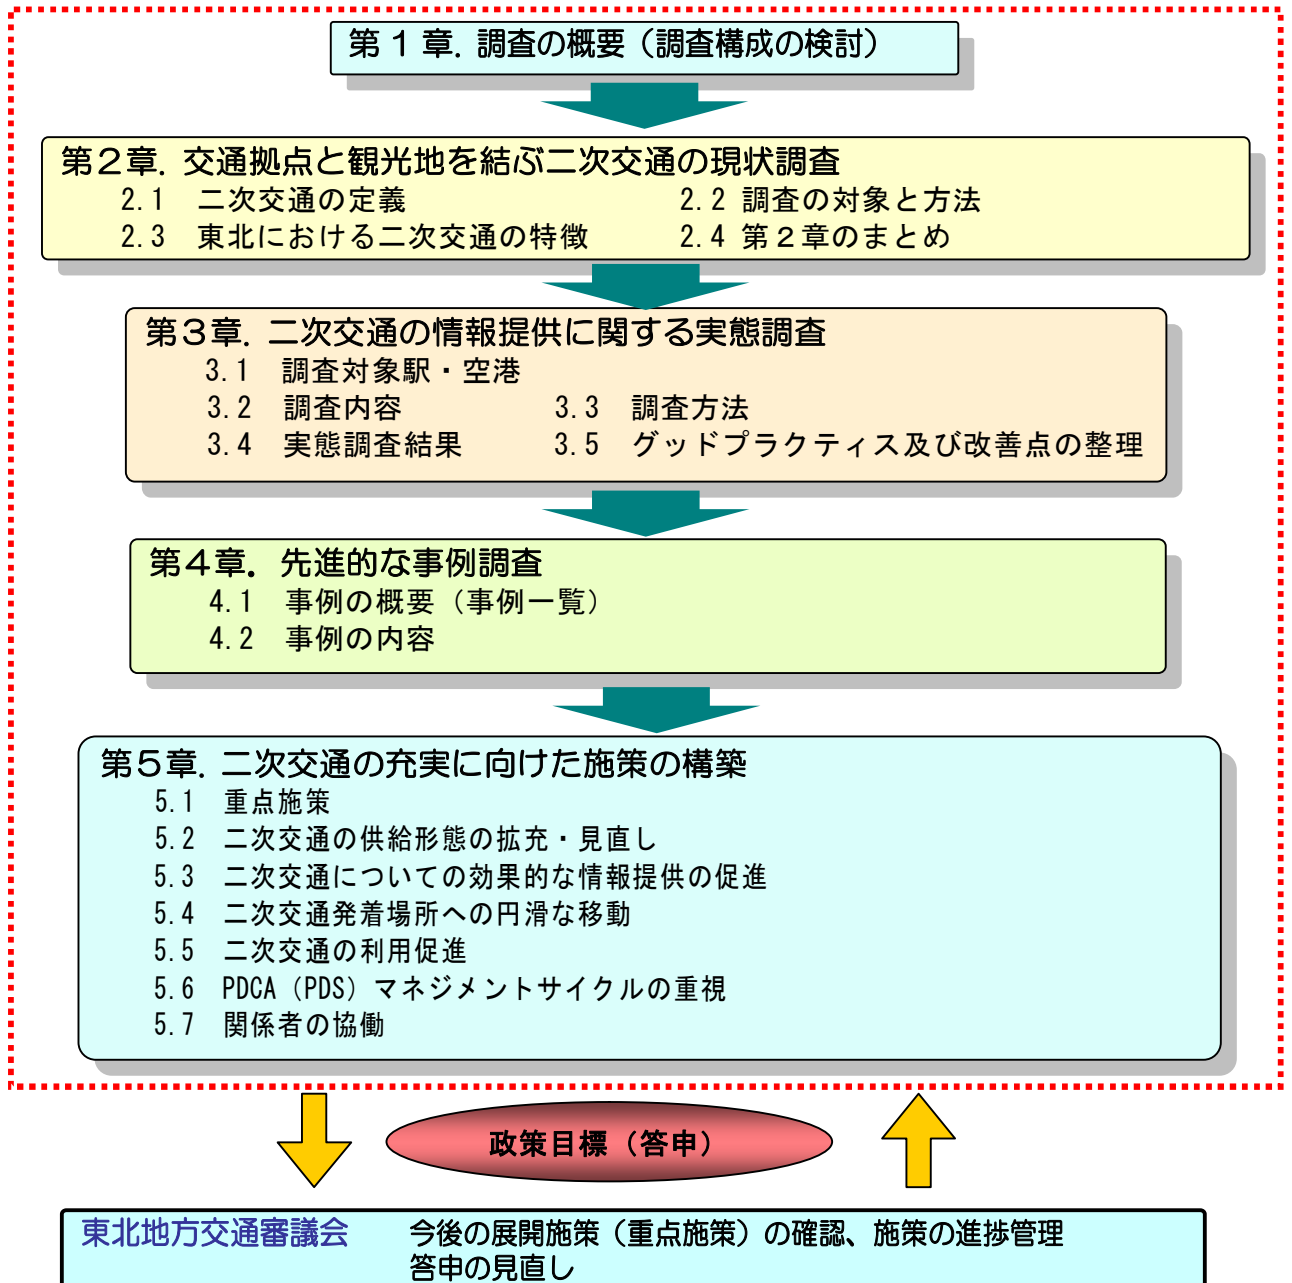 第１章．調査の概要（調査構成の検討）
第２章．交通拠点と観光地を結ぶ二次交通の現状調査
2.1　二次交通の定義　2.2 調査の対象と方法
2.3　東北における二次交通の特徴　2.4 第２章のまとめ
第３章．二次交通の情報提供に関する実態調査
3.1　調査対象駅・空港
3.2　調査内容　3.3　調査方法
3.4　実態調査結果　3.5　グッドプラクティス及び改善点の整理
第４章．先進的な事例調査
4.1　事例の概要（事例一覧）
4.2　事例の内容
第５章．二次交通の充実に向けた施策の構築
5.1　重点施策
5.2　二次交通の供給形態の拡充・見直し
5.3　二次交通についての効果的な情報提供の促進
5.4　二次交通発着場所への円滑な移動
5.5　二次交通の利用促進
5.6　PDCA（PDS）マネジメントサイクルの重視
5.7　関係者の協働
政策目標（答申）
東北地方交通審議会　今後の展開施策（重点施策）の確認、施策の進捗管理
答申の見直し